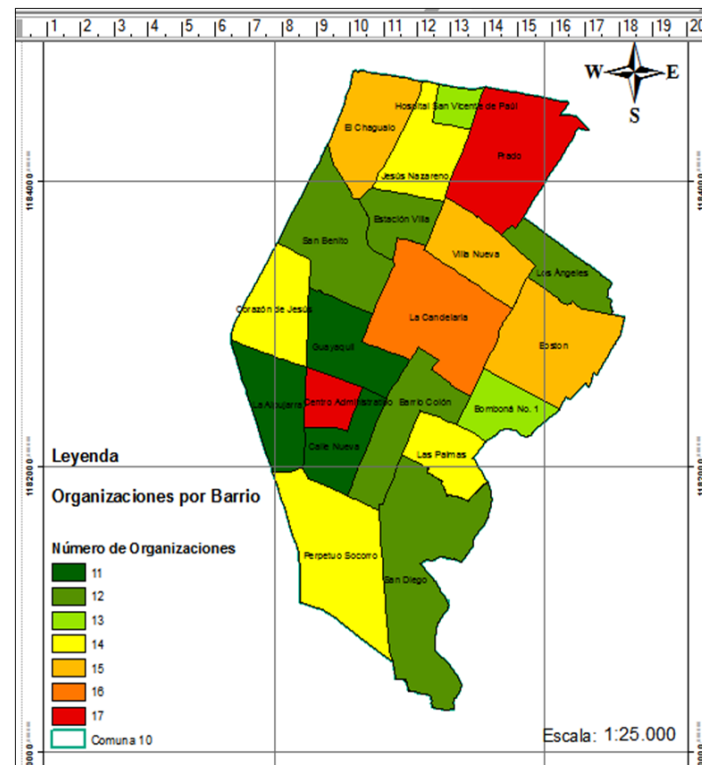 1 2 3 4 5 6 7 8 9 10 11 12 13 14 15 16 17 18 19 20
W E
S
Hospital San Vicente de Paúl
El Chagualo
Prado
Jesús Nazareno
Estación Villa
San Benito
Villa Nueva
Los Ángeles
Corazón de Jesús
La Candelaria
Guayaquil
Boston
Centro Administrativo
La Alpujarra
Barrio Colón
Bomboná No. 1
Calle Nueva
Las Palmas
Perpetuo Socorro
San Diego
Leyenda
Organizaciones por Barrio
Número de Organizaciones
11
12
13
14
15
16
17
Comuna 10
Escala: 1:25.000